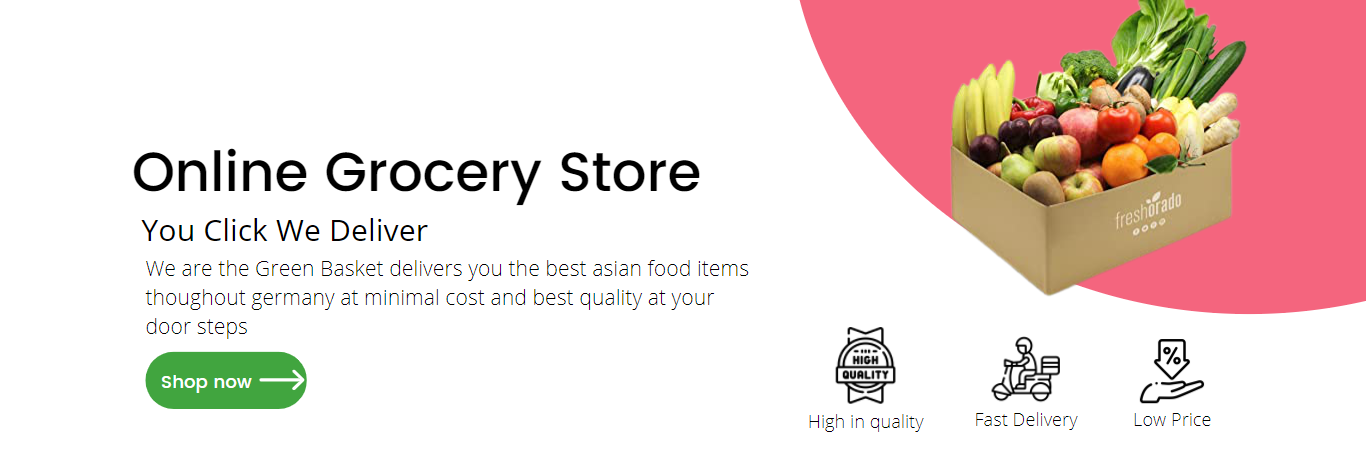 Online Grocery Store
You Click We Deliver
We are the Green Basket delivers you the best asian food items
thoughout germany at minimal cost and best quality at your
door steps
Shop now
freshorado
HIGH
QUALITY
%
High in quality
Fast Delivery
Low Price